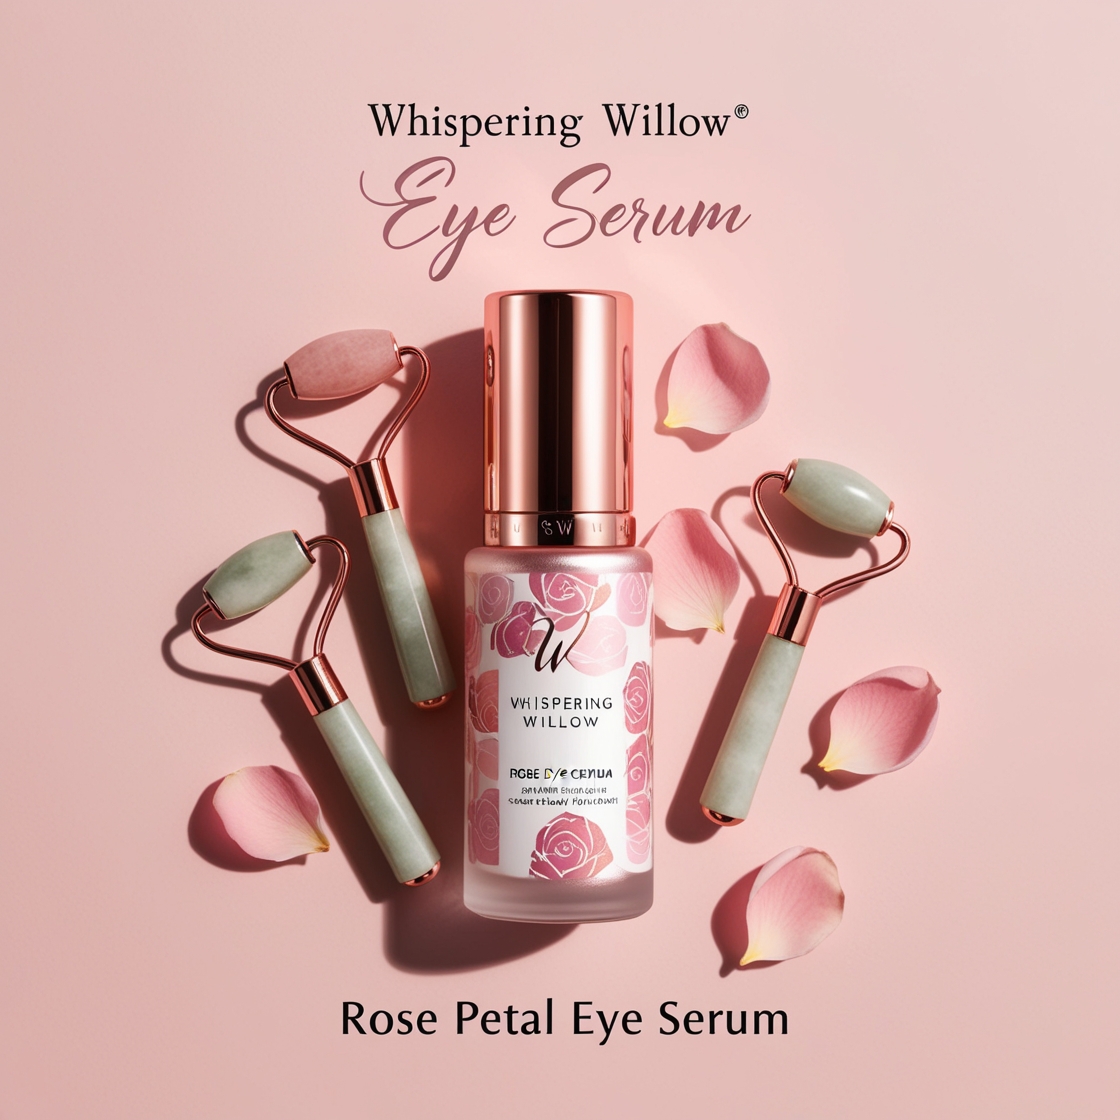 Whispering Willow®
Eye Serum
W
WHISPERING
WILLOW
Rose Petal Eye Serum